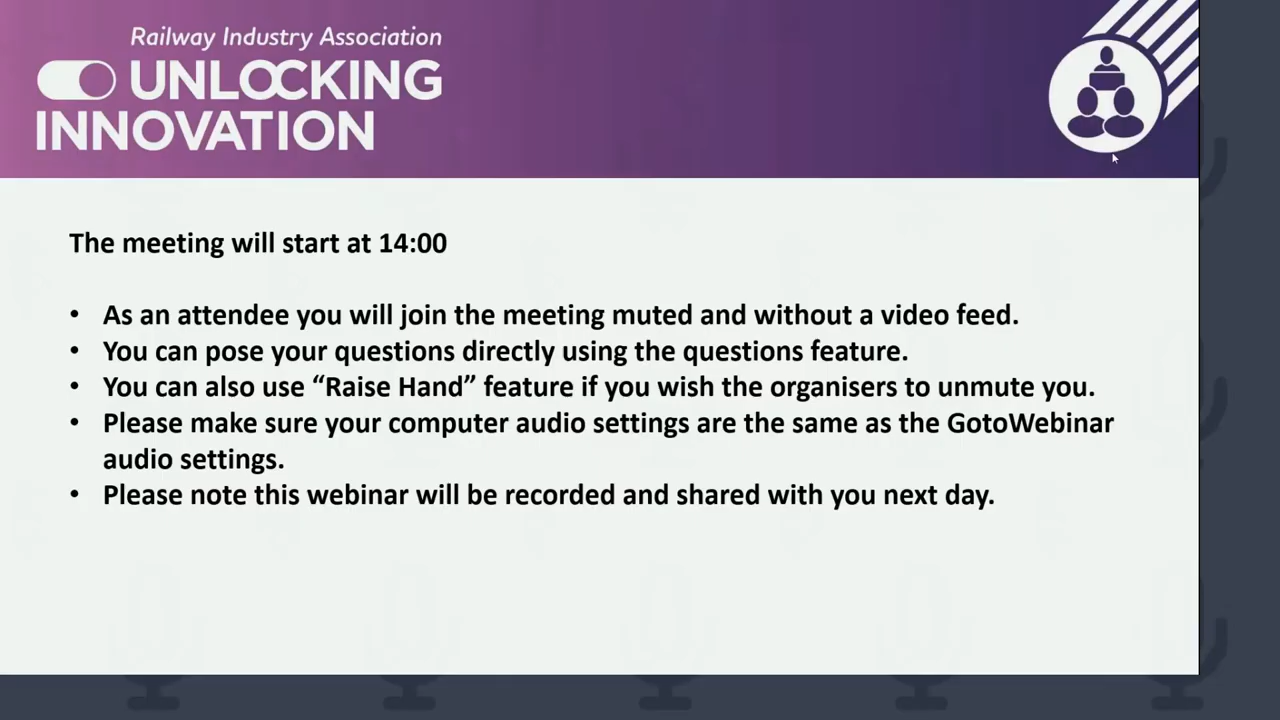 Railway Industry Association
UNLOCKING
INNOVATION
The meeting will start at 14:00
• As an attendee you will join the meeting muted and without a video feed.
• You can pose your questions directly using the questions feature.
• You can also use “Raise Hand” feature if you wish the organisers to unmute you.
• Please make sure your computer audio settings are the same as the GotoWebinar
audio settings.
• Please note this webinar will be recorded and shared with you next day.